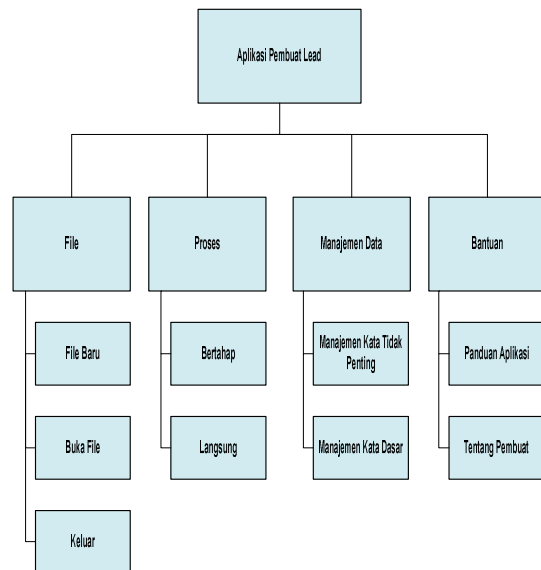 Aplikasi Pembuat Lead
File
Proses
Manajemen Data
Bantuan
File Baru
Bertahap
Manajemen Kata Tidak
Penting
Panduan Aplikasi
Buka File
Langsung
Manajemen Kata Dasar
Tentang Pembuat
Keluar